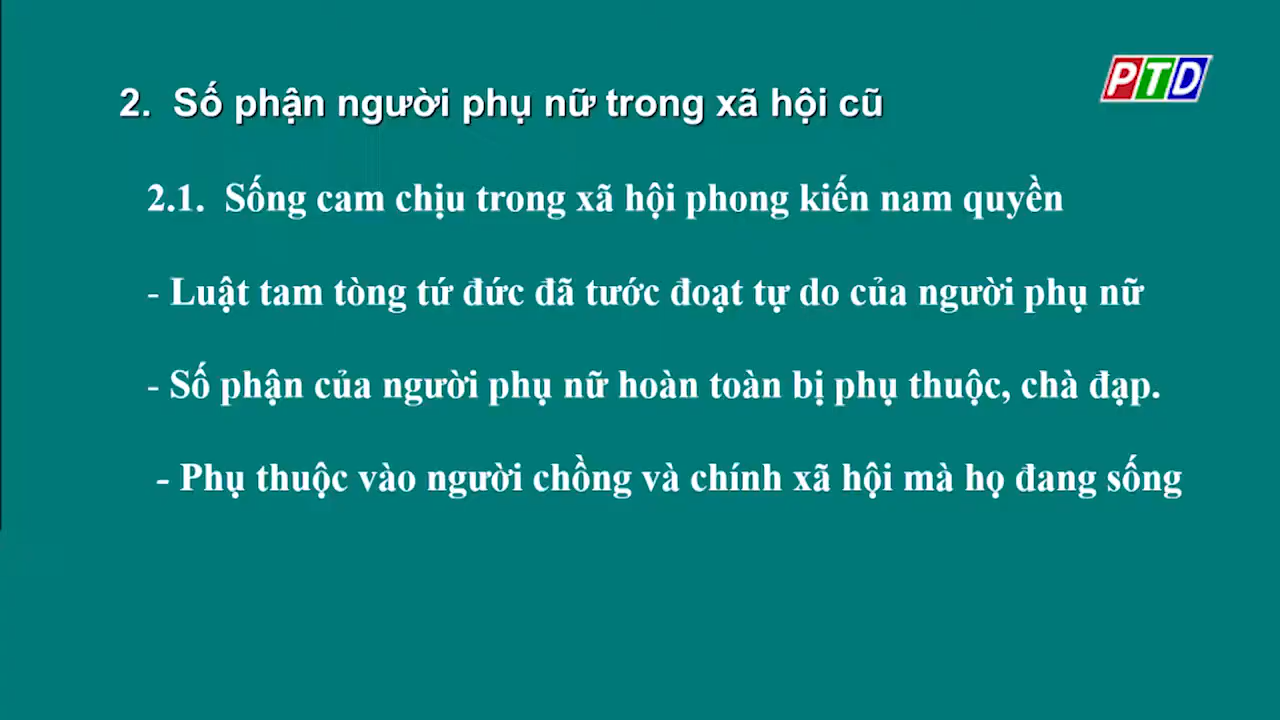 PTD
2. Số phận người phụ nữ trong xã hội cũ
2.1. Sống cam chịu trong xã hội phong kiến nam quyền
- Luật tam tòng tứ đức đã tước đoạt tự do của người phụ nữ
- Số phận của người phụ nữ hoàn toàn bị phụ thuộc, chà đạp.
- Phụ thuộc vào người chồng và chính xã hội mà họ đang sống